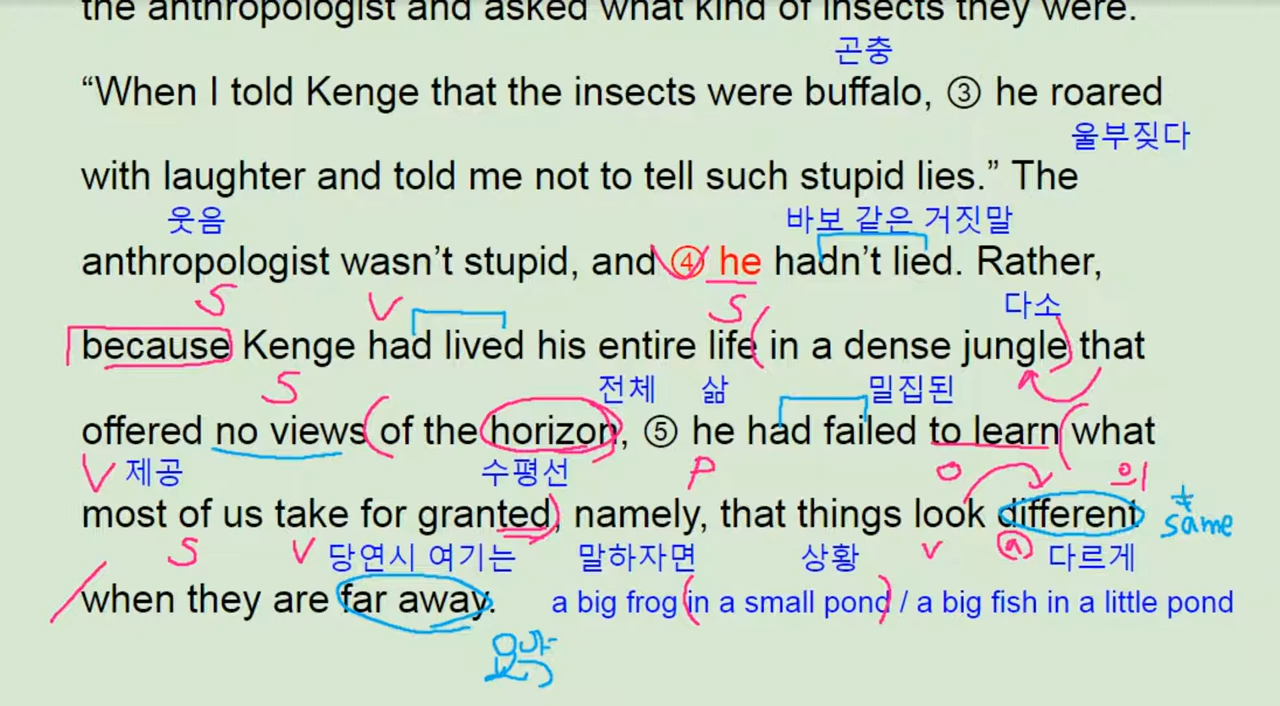 the anthropologist and asked what kind of insects they were.
곤충
“When I told Kenge that the insects were buffalo, ③ he roared
울부짖다
with laughter and told me not to tell such stupid lies.” The
웃음 바보 같은 거짓말
anthropologist wasn’t stupid, and ④ he hadn’t lied. Rather,
S V S 다소
because Kenge had lived his entire life in a dense jungle that
S 전체 삶 밀집된
offered no views of the horizon, ⑤ he had failed to learn what
V 제공 수평선 P O 의
most of us take for granted, namely, that things look different ≠ same
S V 당연시 여기는 말하자면 상황 v ⓐ 다르게
when they are far away. a big frog in a small pond / a big fish in a little pond
요약